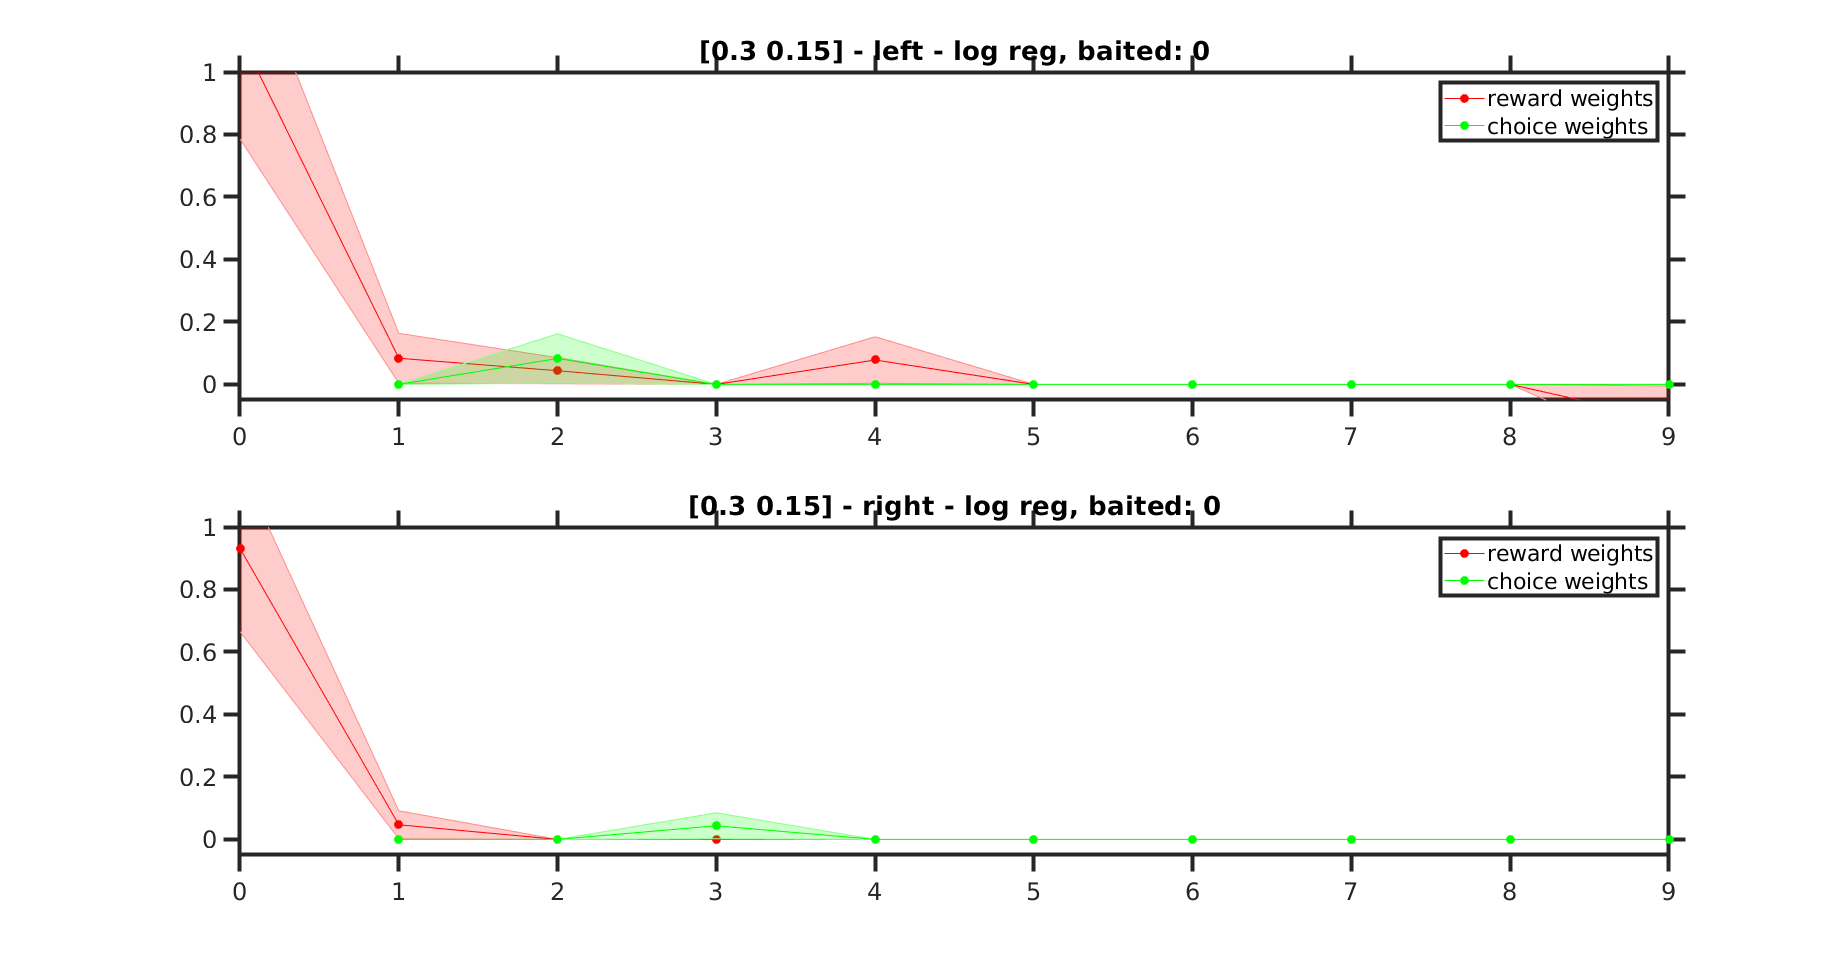 [0.3 0.15] - left - log reg, baited: 0
1
0.8
0.6
0.4
0.2
0
reward weights
choice weights
0 1 2 3 4 5 6 7 8 9
[0.3 0.15] - right - log reg, baited: 0
1
0.8
0.6
0.4
0.2
0
reward weights
choice weights
0 1 2 3 4 5 6 7 8 9